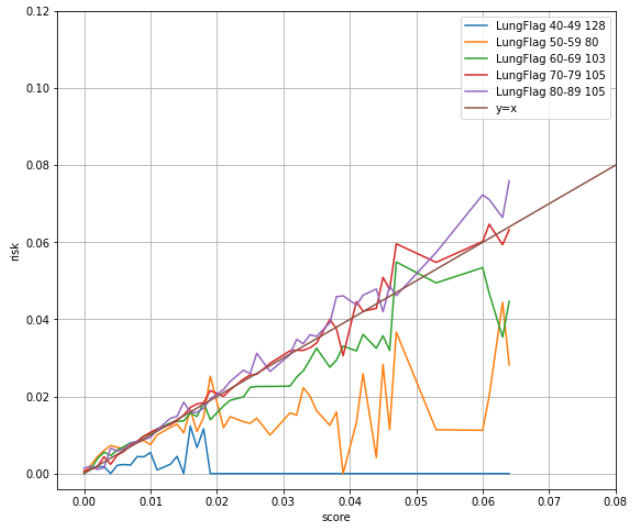 0.12
0.10
0.08
0.06
0.04
0.02
0.00
risk
LungFlag 40-49 128
LungFlag 50-59 80
LungFlag 60-69 103
LungFlag 70-79 105
LungFlag 80-89 105
y=x
0.00 0.01 0.02 0.03 0.04 0.05 0.06 0.07 0.08
score